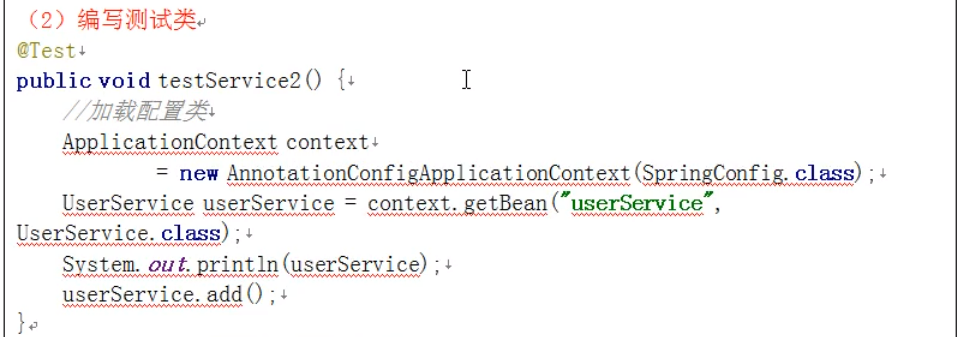 （2）编写测试类
@Test
public void testService2() {
//加载配置类
ApplicationContext context
= new AnnotationConfigApplicationContext(SpringConfig.class);
UserService userService = context.getBean("userService",
UserService.class);
System.out.println(userService);
userService.add();
}